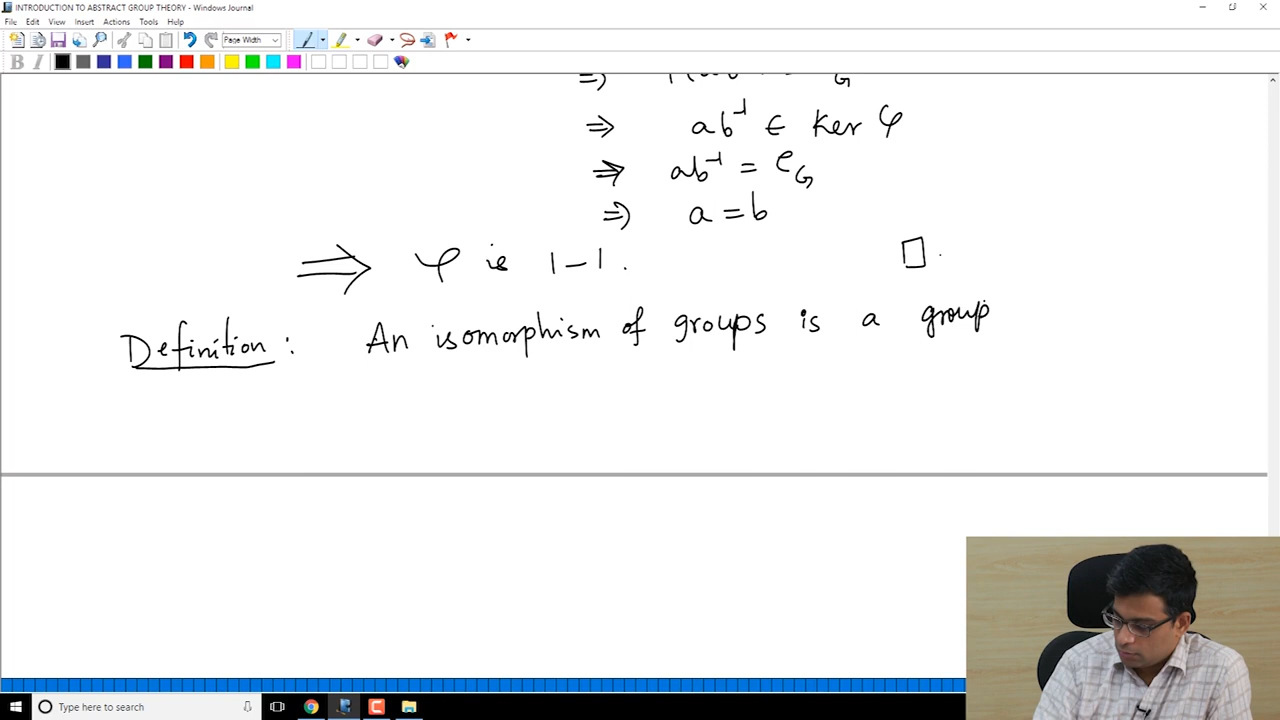 INTRODUCTION TO ABSTRACT GROUP THEORY - Windows Journal
File Edit View Insert Actions Tools Help
Page Width
B I
⇒ ab⁻¹ ∈ ker φ
⇒ ab⁻¹ = e_G
⇒ a = b
⇒ φ is 1-1. □.
Definition: An isomorphism of groups is a group
Type here to search